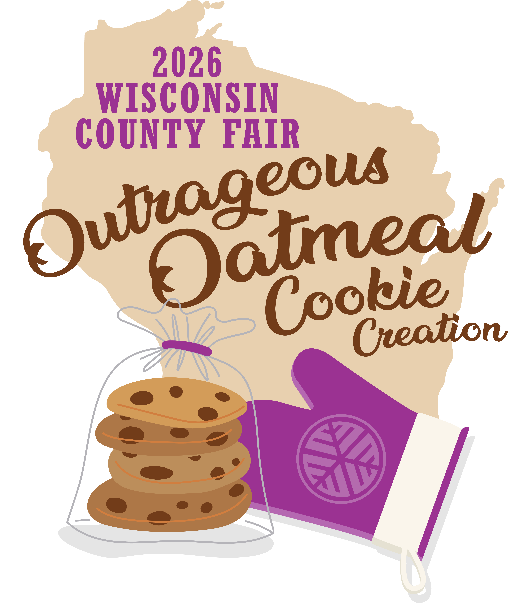 2026
WISCONSIN
COUNTY FAIR
Outrageous
Oatmeal
Cookie
Creation